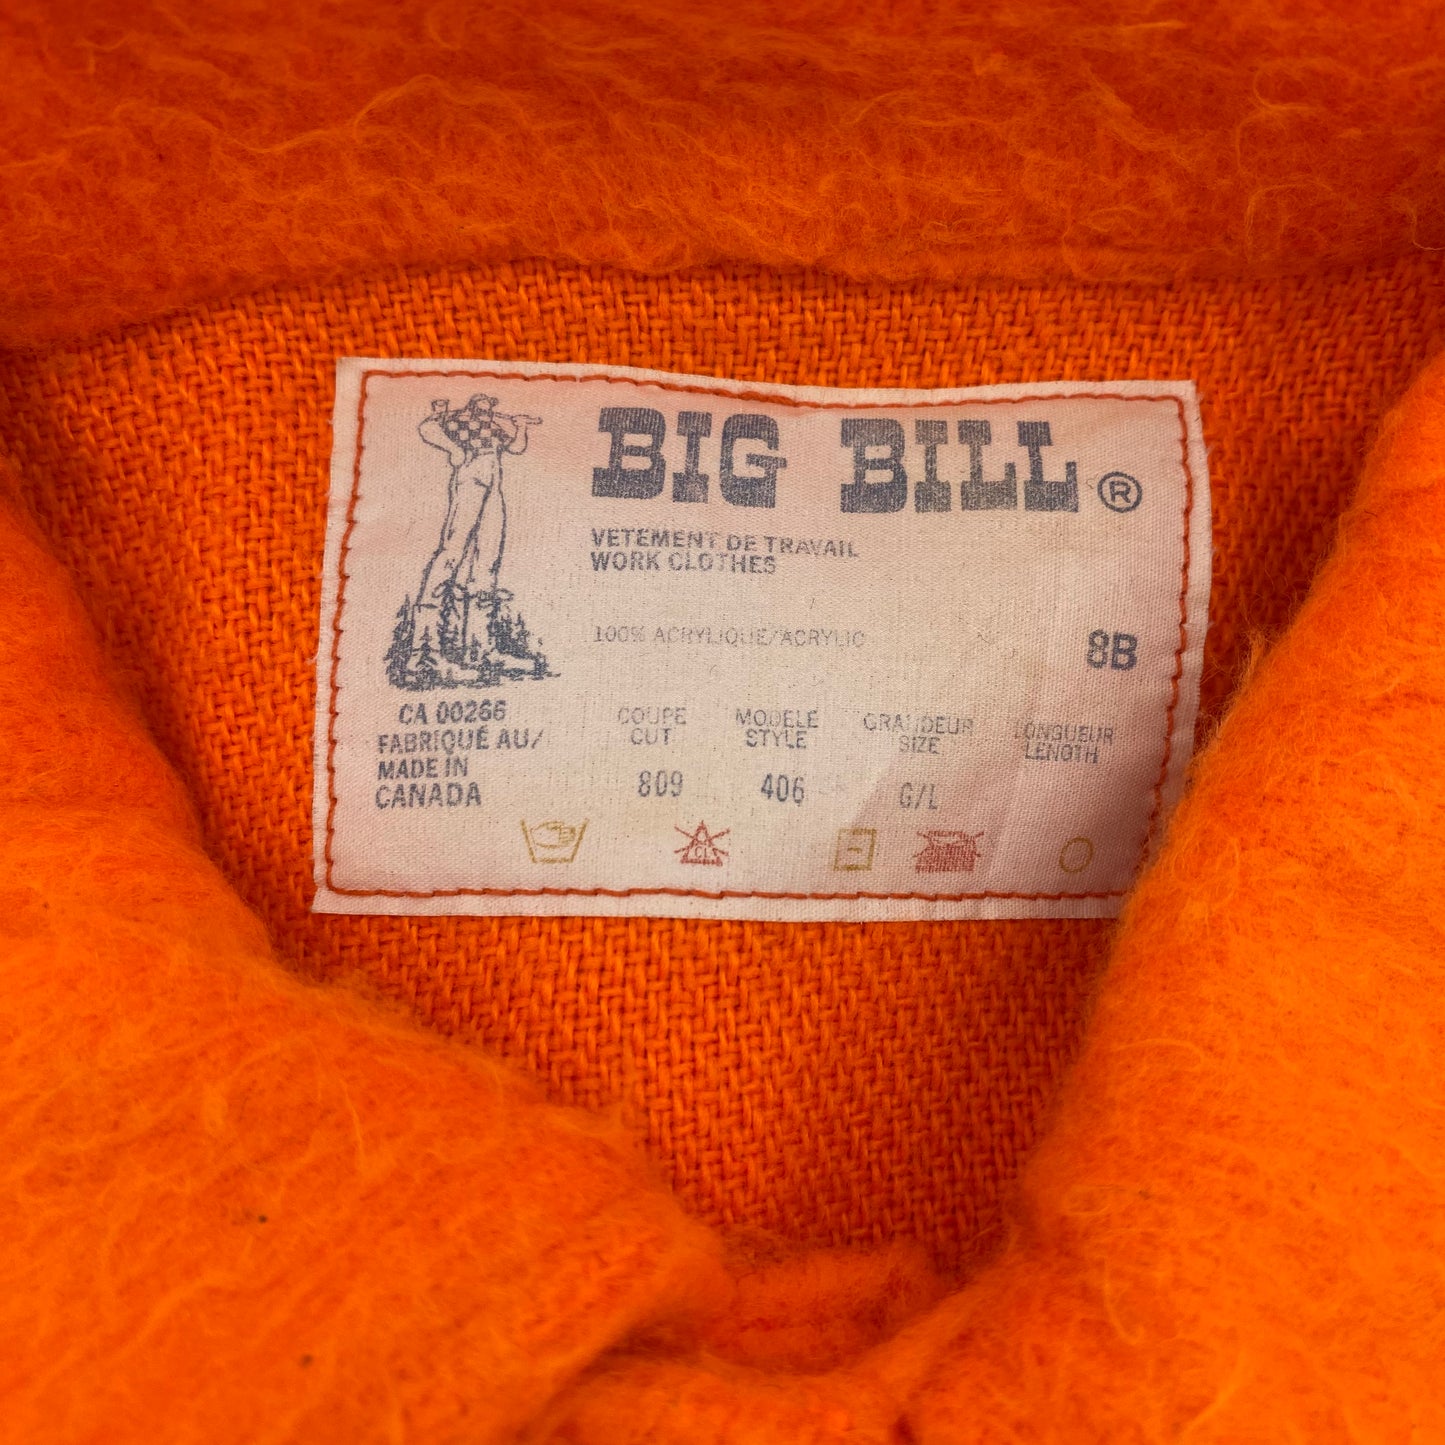 BIG BILL ®
VETEMENT DE TRAVAIL
WORK CLOTHES
100% ACRYLIQUE/ACRYLIC
8B
CA 00266
FABRIQUÉ AU/
MADE IN
CANADA
COUPE
CUT
809
MODELE
STYLE
406
GRANDEUR
SIZE
G/L
LONGUEUR
LENGTH
CL